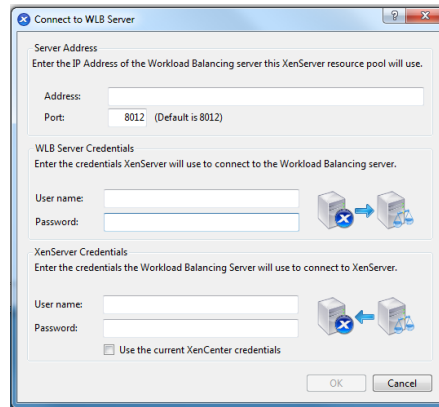 Connect to WLB Server
Server Address
Enter the IP Address of the Workload Balancing server this XenServer resource pool will use.
Address:
Port: 8012 (Default is 8012)
WLB Server Credentials
Enter the credentials XenServer will use to connect to the Workload Balancing server.
User name:
Password:
XenServer Credentials
Enter the credentials the Workload Balancing Server will use to connect to XenServer.
User name:
Password:
Use the current XenCenter credentials
OK Cancel